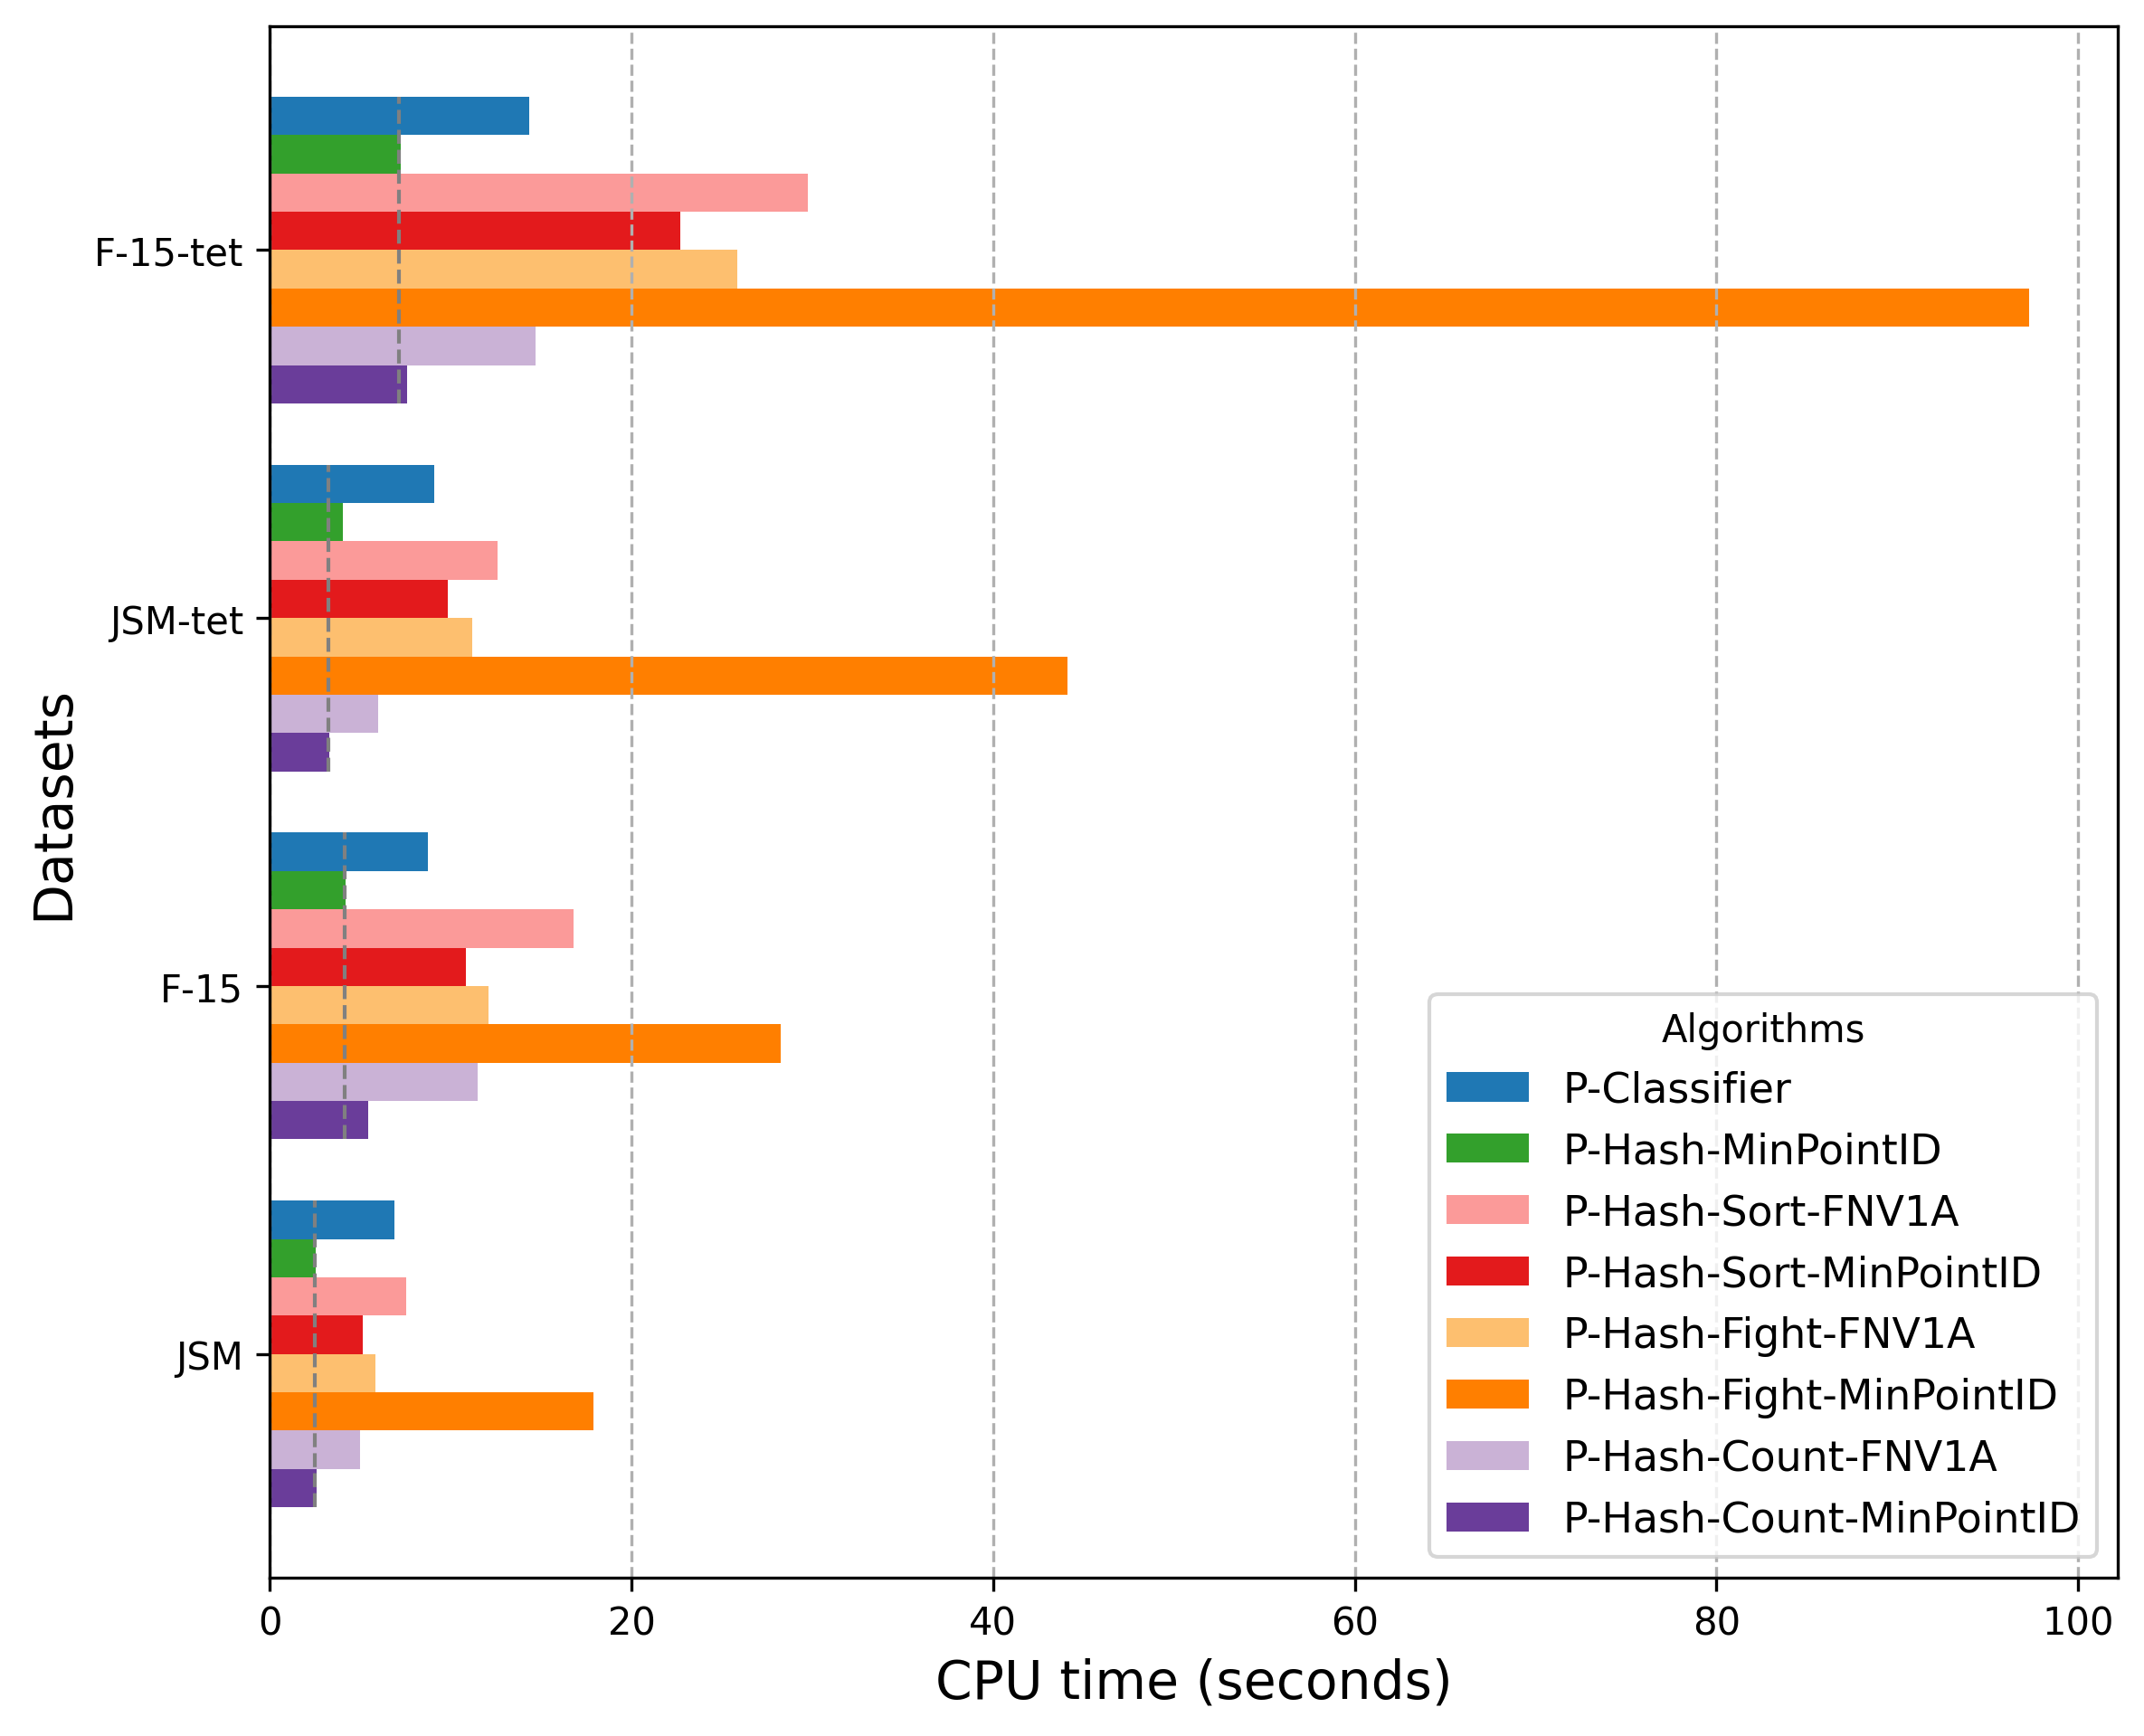 F-15-tet
JSM-tet
F-15
JSM
Datasets
Algorithms
P-Classifier
P-Hash-MinPointID
P-Hash-Sort-FNV1A
P-Hash-Sort-MinPointID
P-Hash-Fight-FNV1A
P-Hash-Fight-MinPointID
P-Hash-Count-FNV1A
P-Hash-Count-MinPointID
0 20 40 60 80 100
CPU time (seconds)